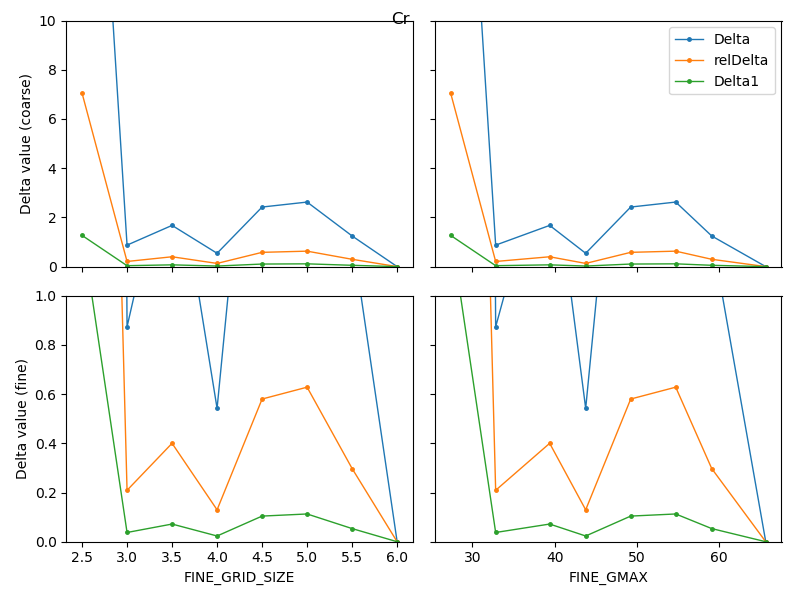 Cr
10
8
6
4
2
0
Delta value (coarse)
Delta
relDelta
Delta1
1.0
0.8
0.6
0.4
0.2
0.0
Delta value (fine)
2.5 3.0 3.5 4.0 4.5 5.0 5.5 6.0
FINE_GRID_SIZE
30 40 50 60
FINE_GMAX